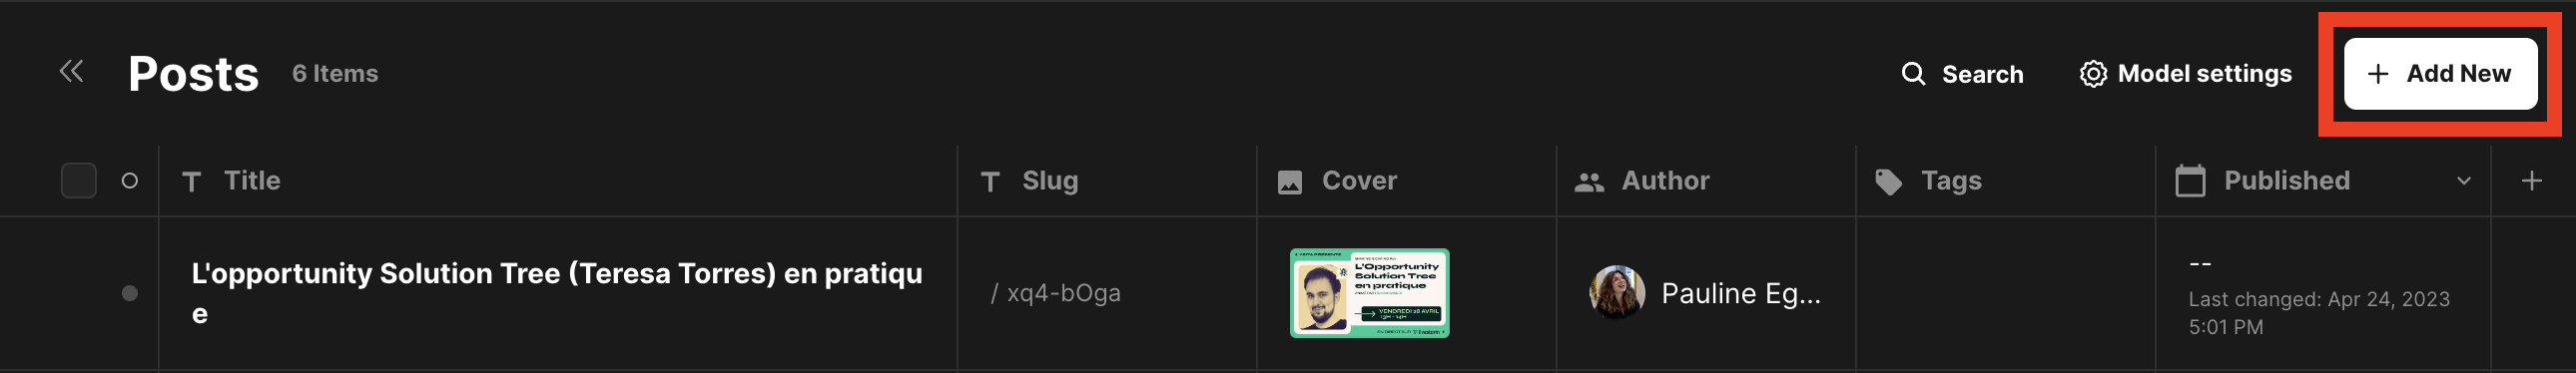 Posts
6 Items
Search
Model settings
Add New
Title
Slug
Cover
Author
Tags
Published
L'opportunity Solution Tree (Teresa Torres) en pratiqu
e
/ xq4-bOga
L'Opportunity
Solution Tree
en pratique
VENDREDI 28 AVRIL
Pauline Eg...
--
Last changed: Apr 24, 2023
5:01 PM